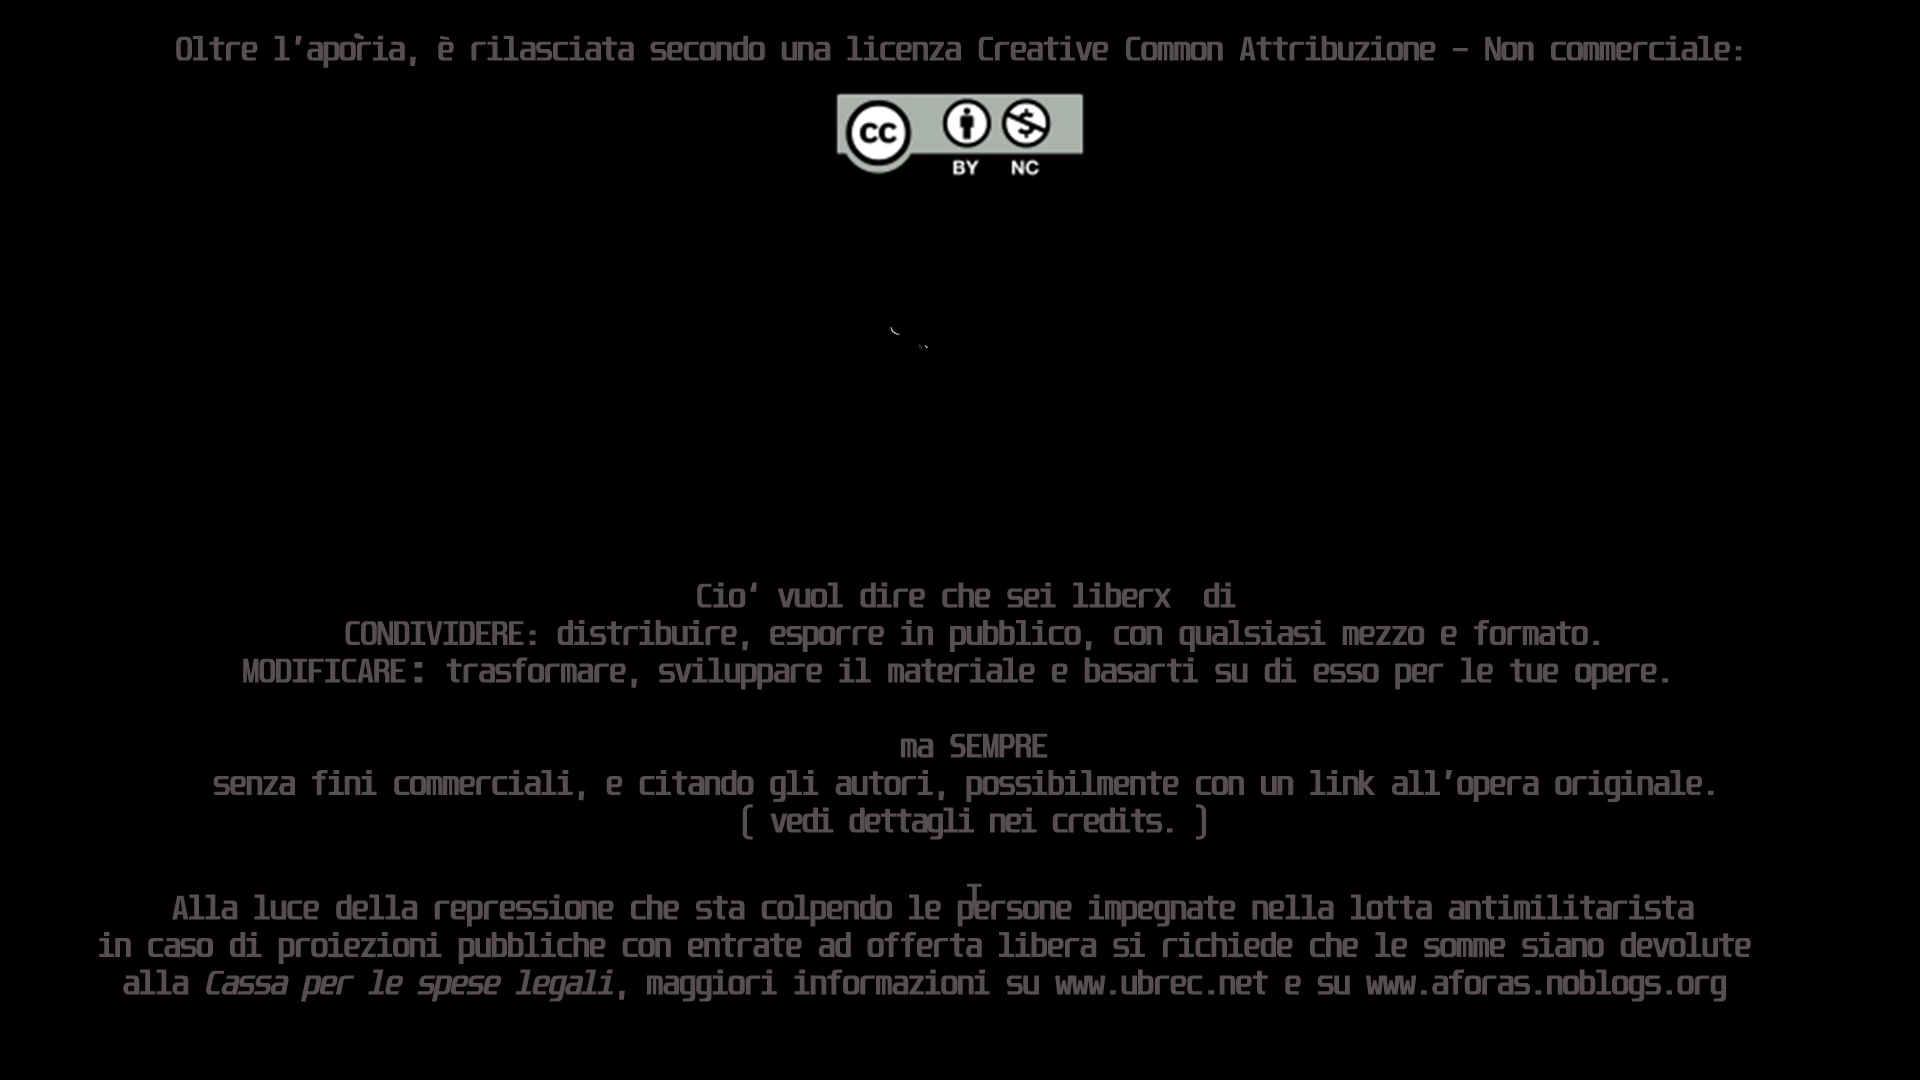 Oltre l'apoŕia, è rilasciata secondo una licenza Creative Common Attribuzione – Non commerciale:
CC BY NC
Cio‘ vuol dire che sei liberx di
CONDIVIDERE: distribuire, esporre in pubblico, con qualsiasi mezzo e formato.
MODIFICARE: trasformare, sviluppare il materiale e basarti su di esso per le tue opere.
ma SEMPRE
senza fini commerciali, e citando gli autori, possibilmente con un link all'opera originale.
( vedi dettagli nei credits. )
Alla luce della repressione che sta colpendo le persone impegnate nella lotta antimilitarista
in caso di proiezioni pubbliche con entrate ad offerta libera si richiede che le somme siano devolute
alla Cassa per le spese legali, maggiori informazioni su www.ubrec.net e su www.aforas.noblogs.org